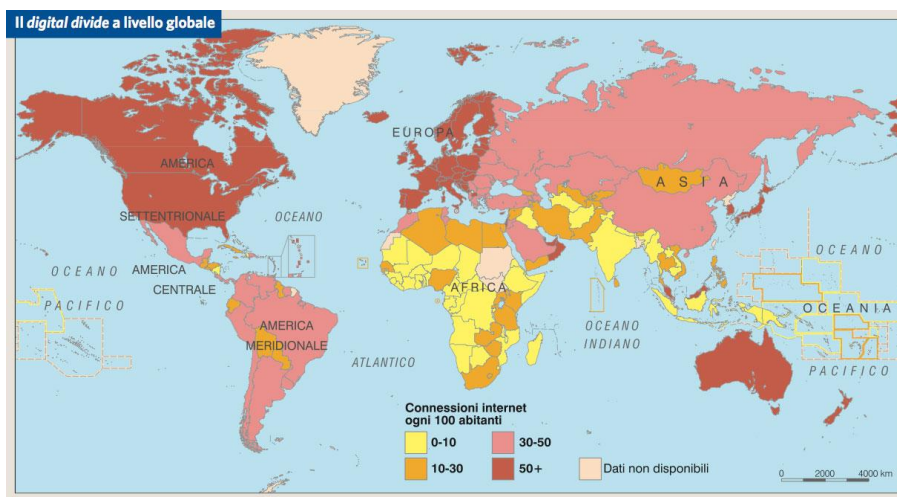 Il digital divide a livello globale
EUROPA
AMERICA
ASIA
SETTENTRIONALE
OCEANO
OCEANO
OCEANO
AMERICA
AFRICA
CENTRALE
PACIFICO
OCEANIA
AMERICA
OCEANO
MERIDIONALE
INDIANO
ATLANTICO
PACIFICO
Connessioni internet
ogni 100 abitanti
0-10
30-50
10-30
50+
Dati non disponibili
0 2000 4000 km